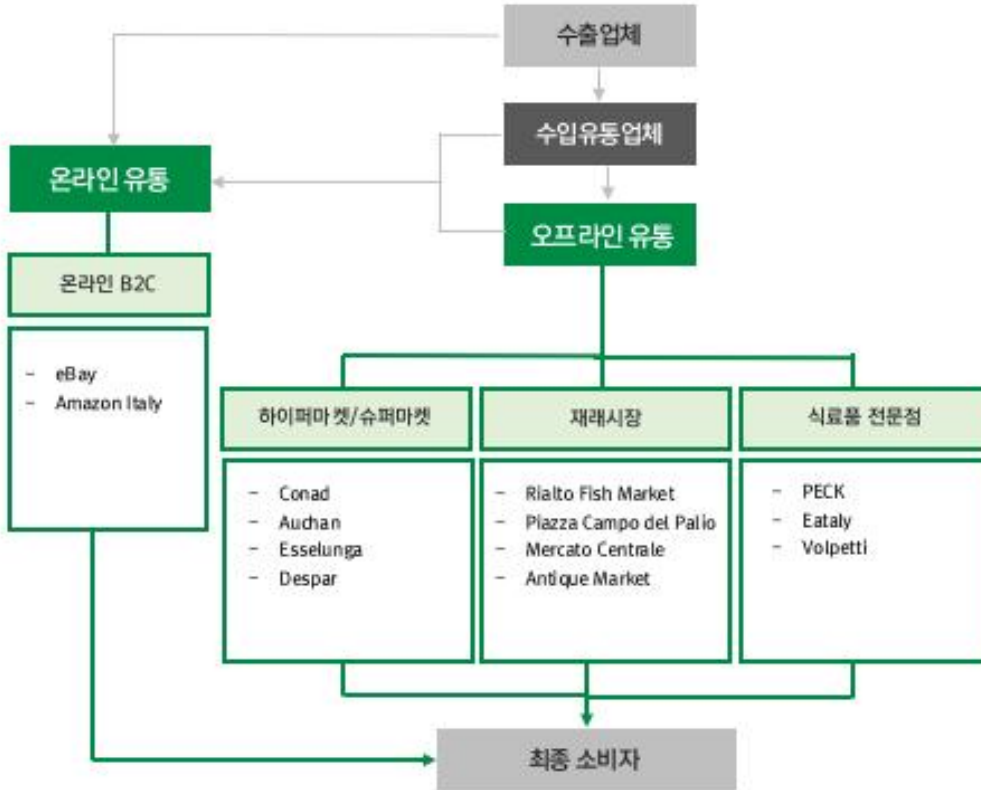 수출업체
수입유통업체
온라인 유통
오프라인 유통
온라인 B2C
- eBay
- Amazon Italy
하이퍼마켓/슈퍼마켓
- Conad
- Auchan
- Esselunga
- Despar
재래시장
- Rialto Fish Market
- Piazza Campo del Palio
- Mercato Centrale
- Antique Market
식료품 전문점
- PECK
- Eataly
- Volpetti
최종 소비자